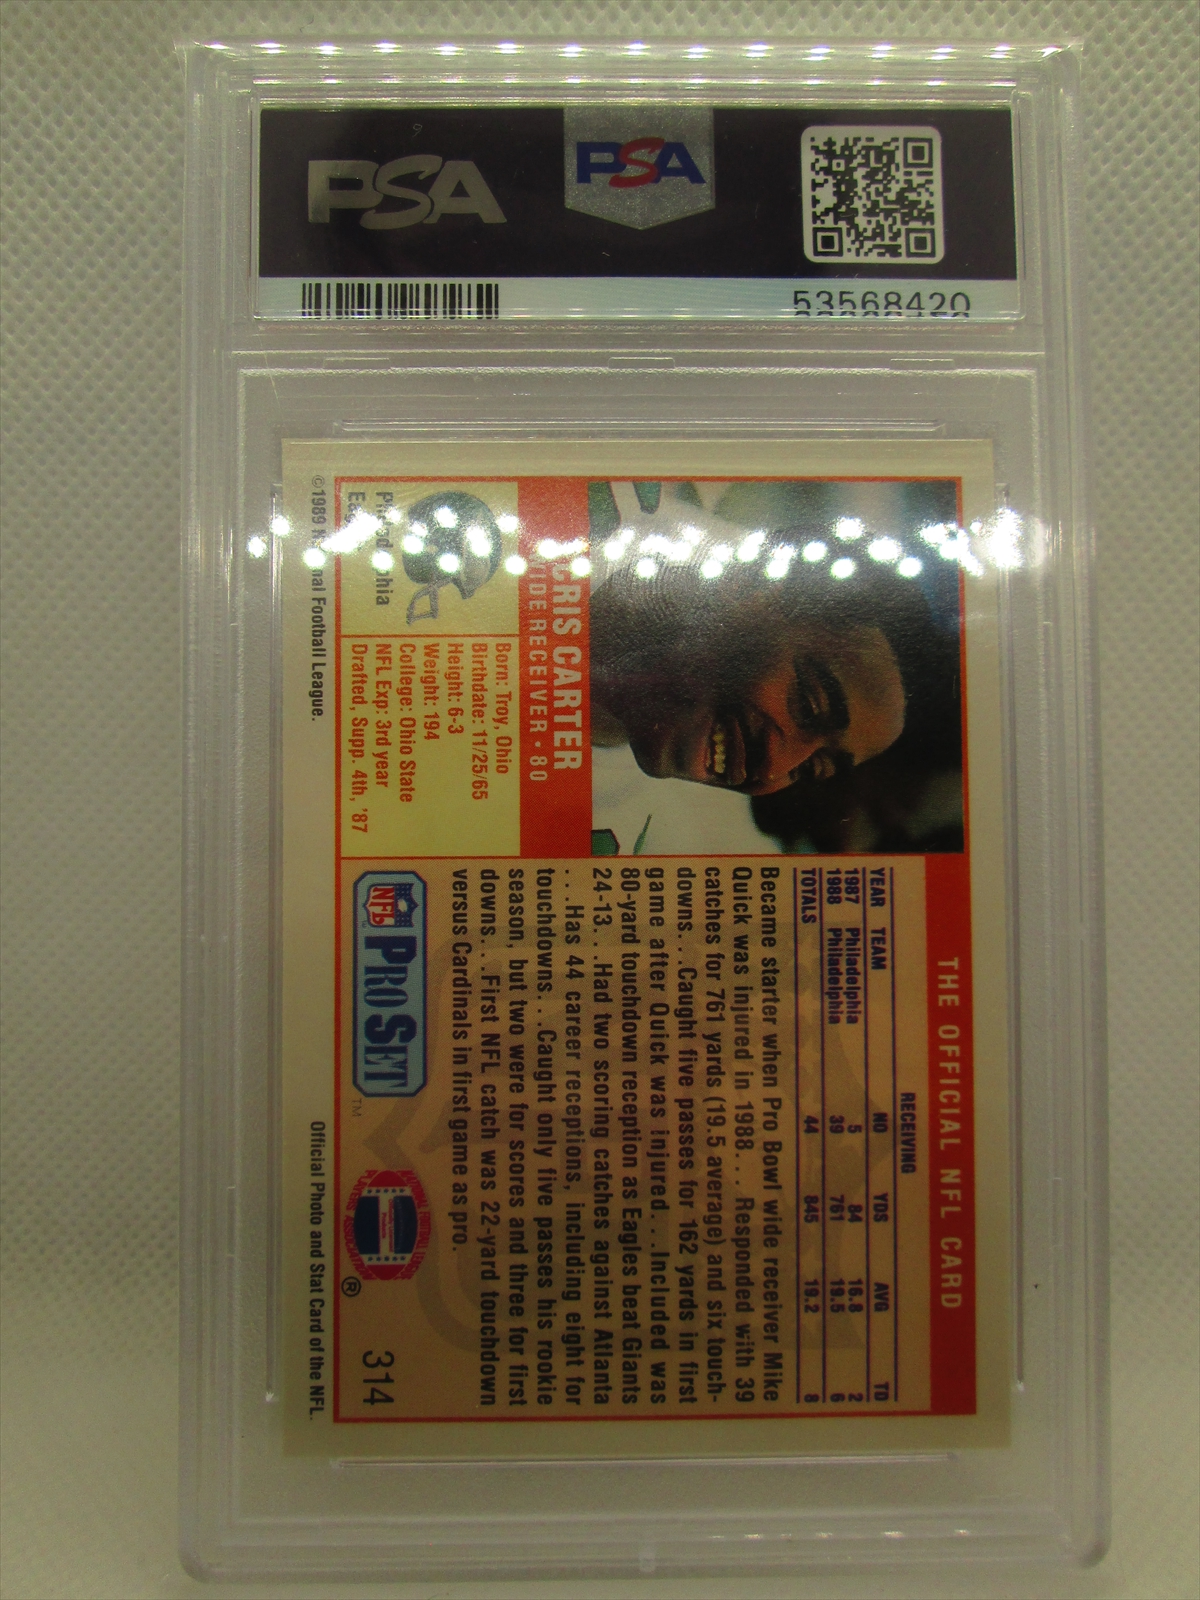 PSA
PSA
53568420
THE OFFICIAL NFL CARD
RECEIVING
YEAR TEAM NO YDS AVG TD
1987 Philadelphia 5 84 16.8 2
1988 Philadelphia 39 761 19.5 6
TOTALS 44 845 19.2 8
Became starter when Pro Bowl wide receiver Mike
Quick was injured in 1988. . . Responded with 39
catches for 761 yards (19.5 average) and six touch-
downs. . .Caught five passes for 162 yards in first
game after Quick was injured. . .Included was
80-yard touchdown reception as Eagles beat Giants
24-13. . .Had two scoring catches against Atlanta
. . .Has 44 career receptions, including eight for
touchdowns. . .Caught only five passes his rookie
season, but two were for scores and three for first
downs. . .First NFL catch was 22-yard touchdown
versus Cardinals in first game as pro.
CRIS CARTER
WIDE RECEIVER · 80
Born: Troy, Ohio
Birthdate: 11/25/65
Height: 6-3
Weight: 194
College: Ohio State
NFL Exp: 3rd year
Drafted, Supp. 4th, '87
Philadelphia
NFL PRO SET TM
®
314
©1989 Football League.
Official Photo and Stat Card of the NFL.